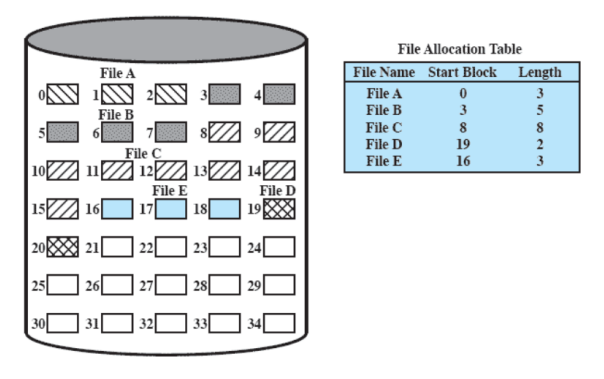 File A
0 1 2 3 4
File B
5 6 7 8 9
File C
10 11 12 13 14
File E File D
15 16 17 18 19
20 21 22 23 24
25 26 27 28 29
30 31 32 33 34
File Allocation Table
File Name Start Block Length
File A 0 3
File B 3 5
File C 8 8
File D 19 2
File E 16 3